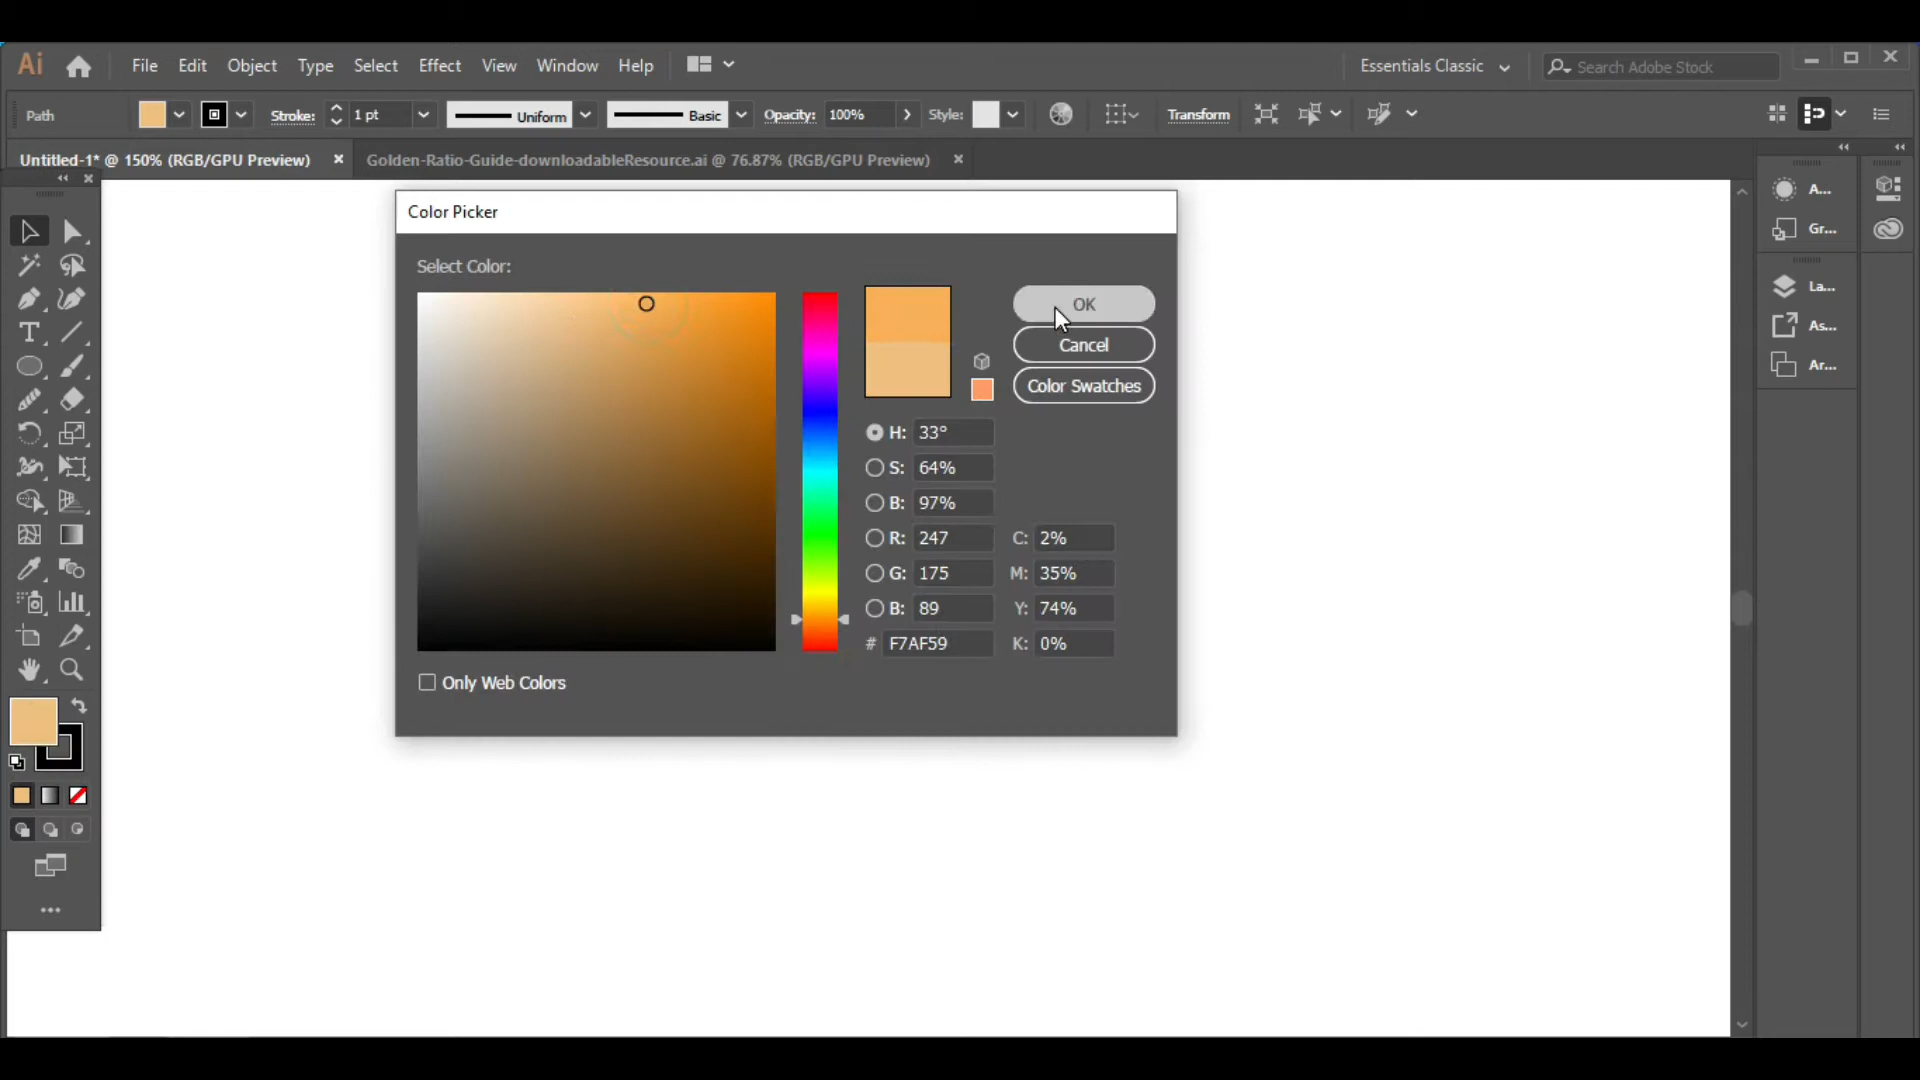 Ai File Edit Object Type Select Effect View Window Help Essentials Classic Search Adobe Stock
Path Stroke: 1 pt Uniform Basic Opacity: 100% Style: Transform
Untitled-1* @ 150% (RGB/GPU Preview) × Golden-Ratio-Guide-downloadableResource.ai @ 76.87% (RGB/GPU Preview) ×
Color Picker
Select Color:
OK
Cancel
Color Swatches
H: 33°
S: 64%
B: 97%
R: 247 C: 2%
G: 175 M: 35%
B: 89 Y: 74%
# F7AF59 K: 0%
Only Web Colors
A...
Gr...
La...
As...
Ar...